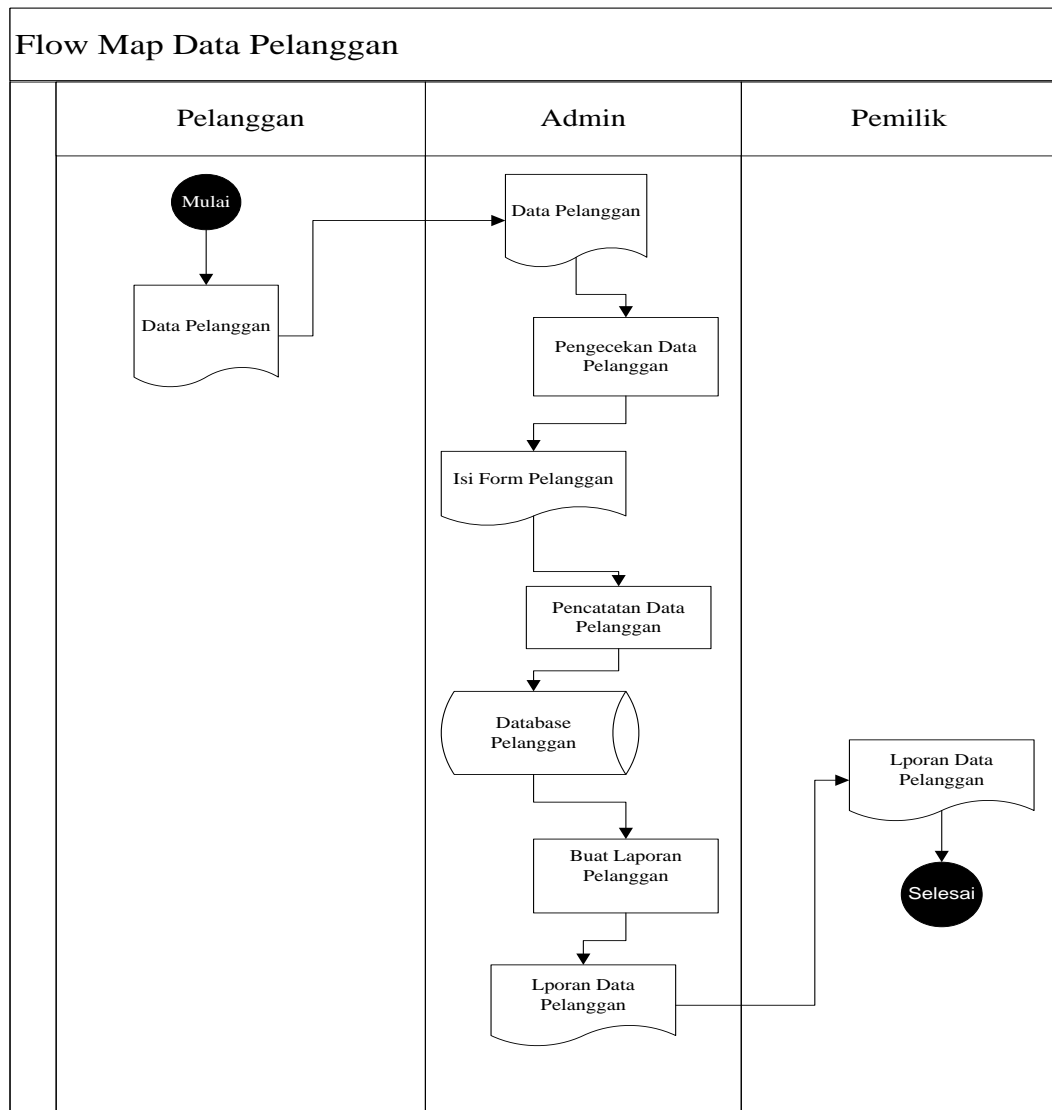 Flow Map Data Pelanggan
Pelanggan
Admin
Pemilik
Mulai
Data Pelanggan
Data Pelanggan
Pengecekan Data
Pelanggan
Isi Form Pelanggan
Pencatatan Data
Pelanggan
Database
Pelanggan
Buat Laporan
Pelanggan
Lporan Data
Pelanggan
Lporan Data
Pelanggan
Selesai